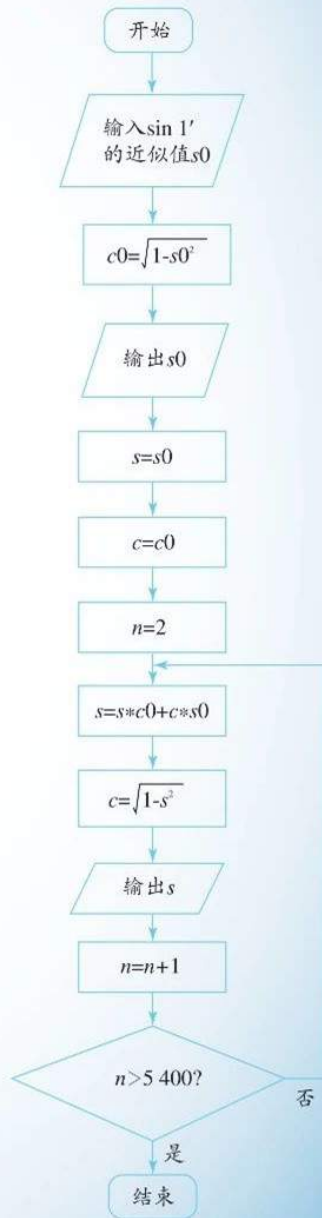 开始
输入sin 1′
的近似值s0
c0=√1-s0²
输出s0
s=s0
c=c0
n=2
s=s*c0+c*s0
c=√1-s²
输出s
n=n+1
n>5 400?
否
是
结束